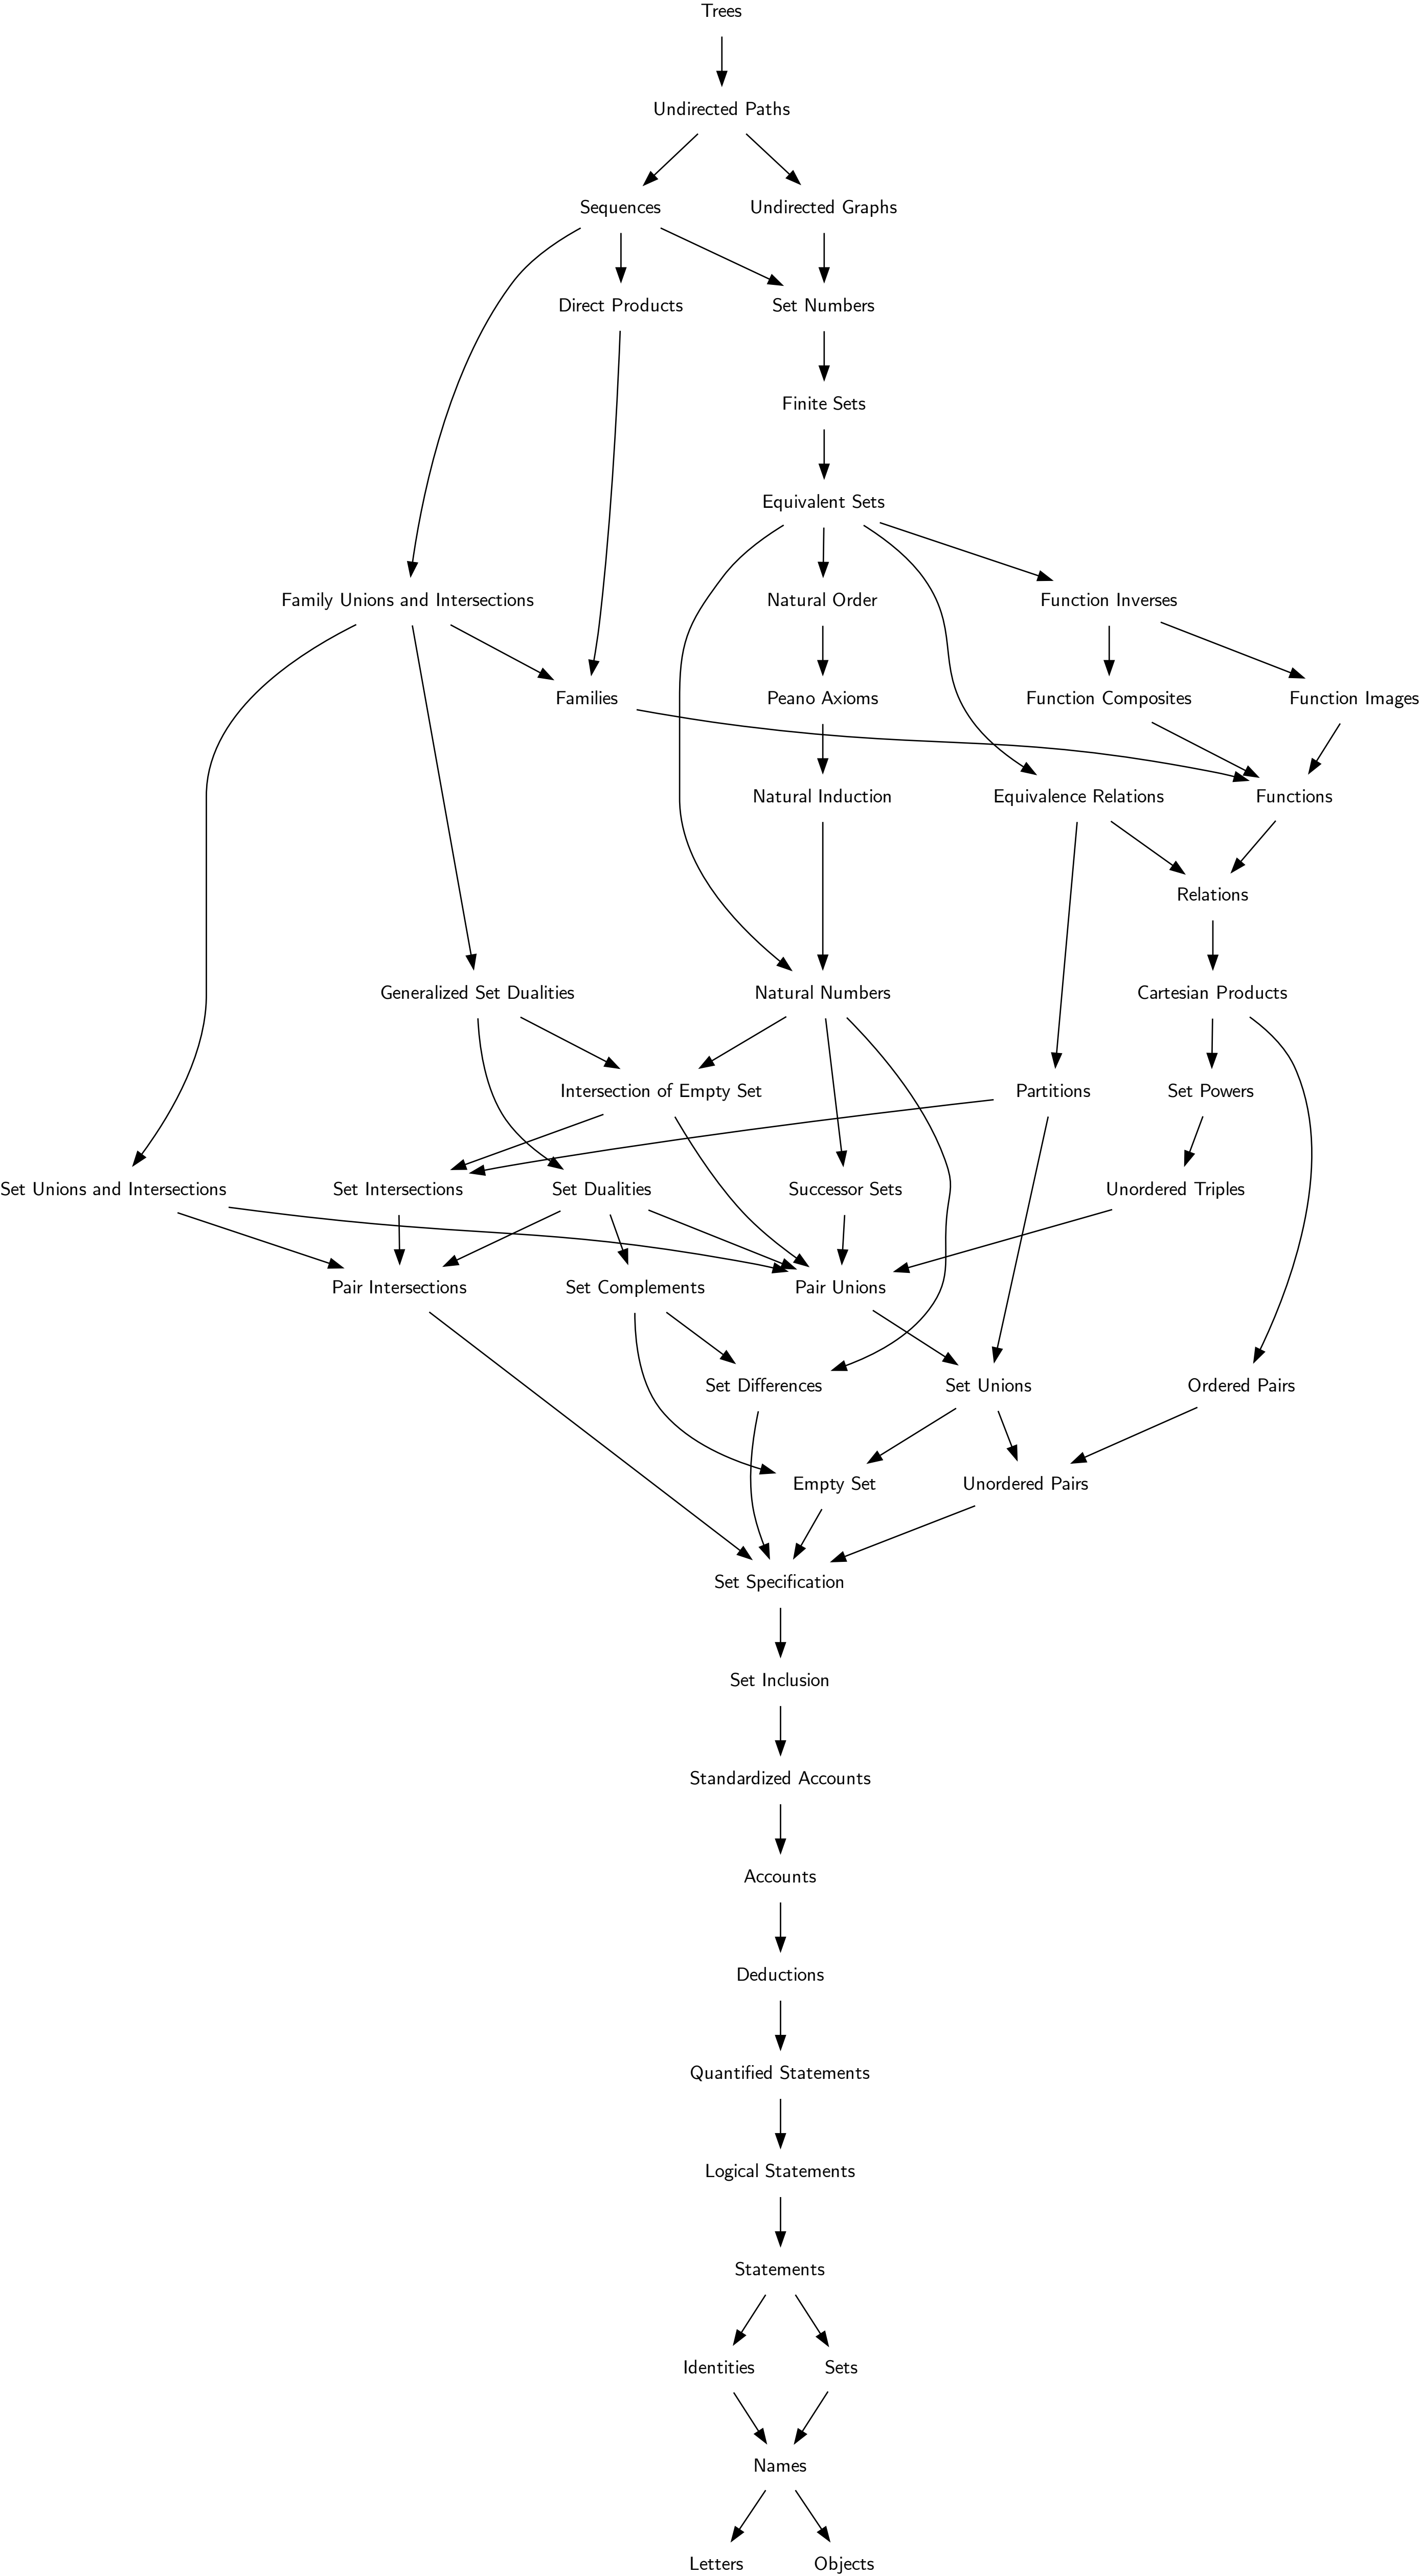 Trees
Undirected Paths
Sequences
Undirected Graphs
Direct Products
Set Numbers
Finite Sets
Equivalent Sets
Family Unions and Intersections
Natural Order
Function Inverses
Families
Peano Axioms
Function Composites
Function Images
Natural Induction
Equivalence Relations
Functions
Relations
Generalized Set Dualities
Natural Numbers
Cartesian Products
Intersection of Empty Set
Partitions
Set Powers
Set Unions and Intersections
Set Intersections
Set Dualities
Successor Sets
Unordered Triples
Pair Intersections
Set Complements
Pair Unions
Set Differences
Set Unions
Ordered Pairs
Empty Set
Unordered Pairs
Set Specification
Set Inclusion
Standardized Accounts
Accounts
Deductions
Quantified Statements
Logical Statements
Statements
Identities
Sets
Names
Letters
Objects